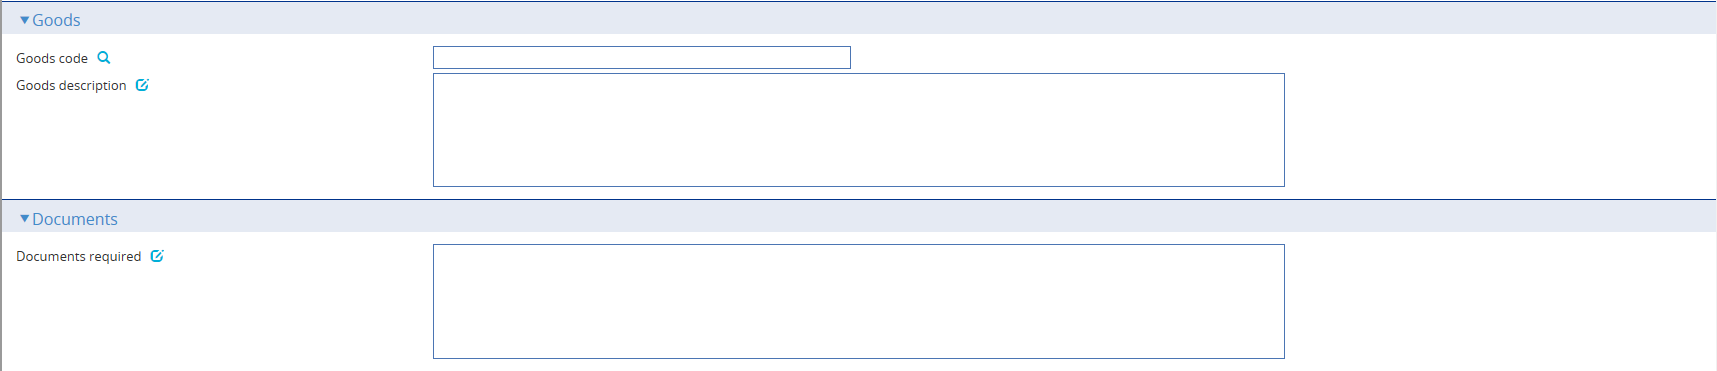 Goods
Goods code
Goods description
Documents
Documents required